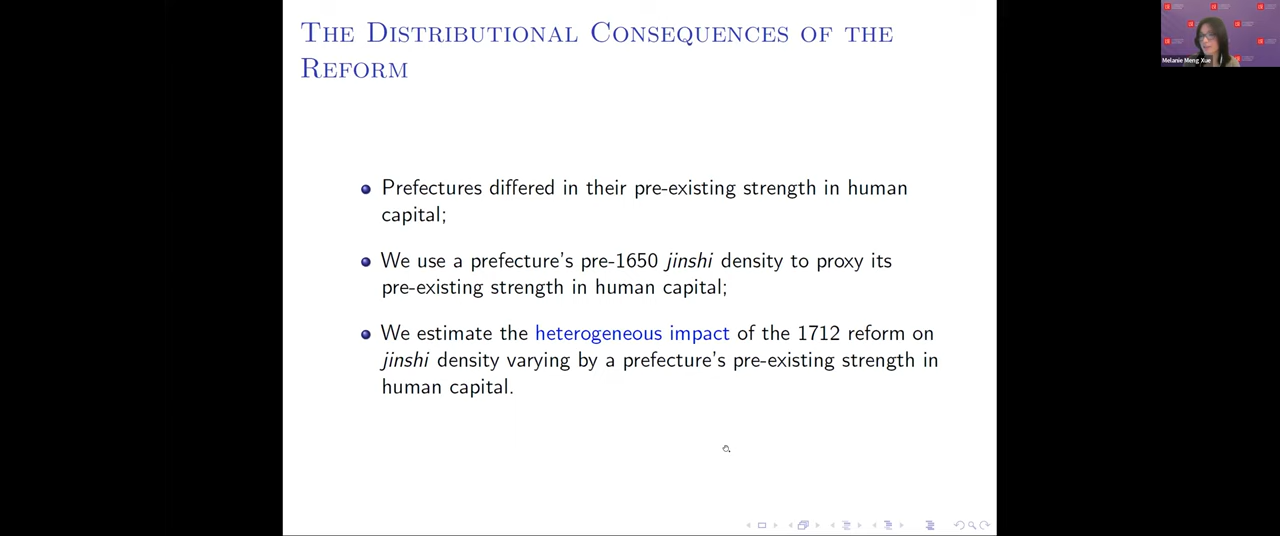 THE DISTRIBUTIONAL CONSEQUENCES OF THE
REFORM
Prefectures differed in their pre-existing strength in human
capital;
We use a prefecture's pre-1650 jinshi density to proxy its
pre-existing strength in human capital;
We estimate the heterogeneous impact of the 1712 reform on
jinshi density varying by a prefecture's pre-existing strength in
human capital.
Melanie Meng Xue